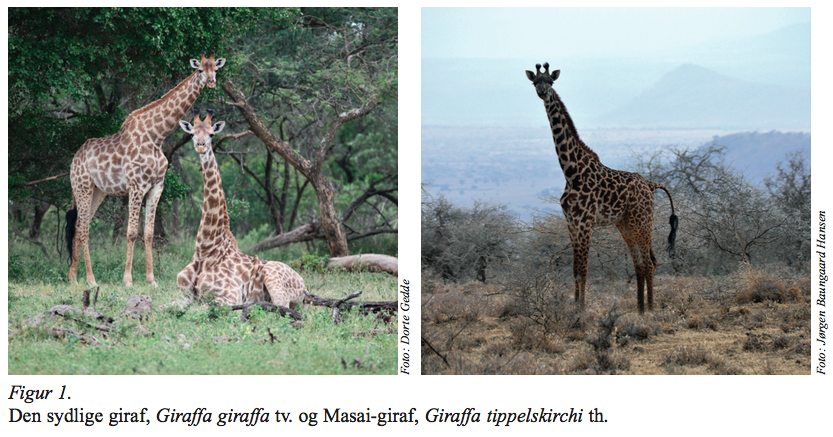 Foto: Dorte Gedde
Foto: Jørgen Baungaard Hansen
Figur 1.
Den sydlige giraf, Giraffa giraffa tv. og Masai-giraf, Giraffa tippelskirchi th.